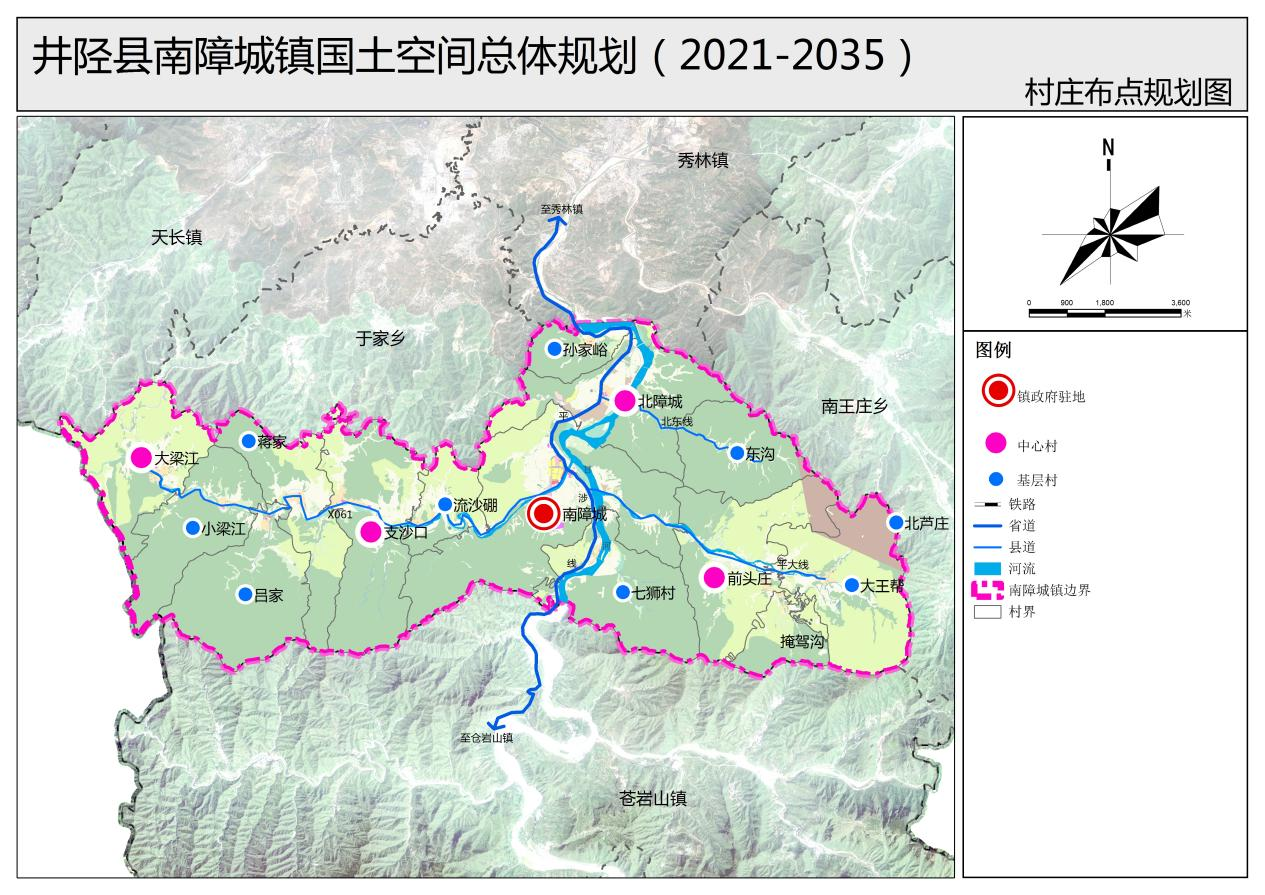 井陉县南障城镇国土空间总体规划（2021-2035）
村庄布点规划图
秀林镇
至秀林镇
天长镇
于家乡
孙家峪
南王庄乡
北障城
平
北东线
蒋家
东沟
大梁江
涉
流沙硼
X061
南障城
北芦庄
小梁江
支沙口
线
平大线
前头庄
大王帮
吕家
七狮村
掩驾沟
至仓岩山镇
苍岩山镇
N
0 900 1,800 3,600
米
图例
镇政府驻地
中心村
基层村
铁路
省道
县道
河流
南障城镇边界
村界